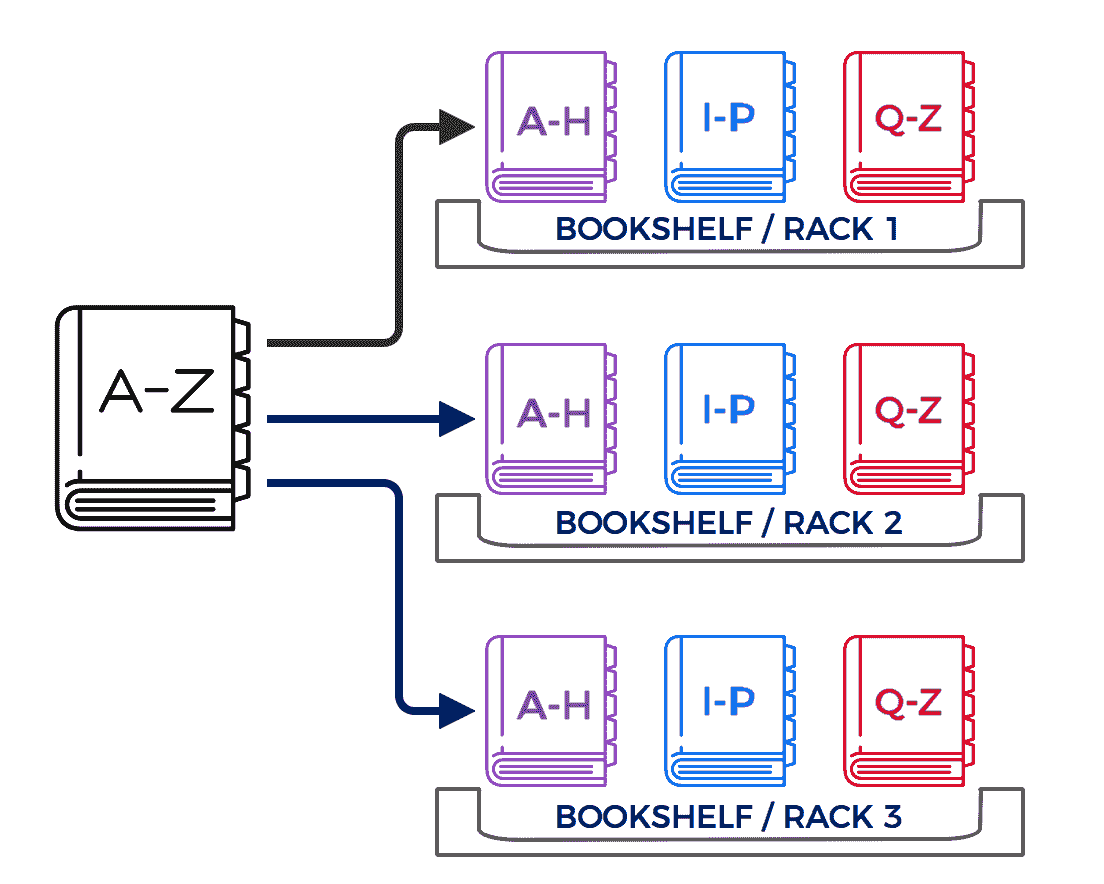 A-H
I-P
Q-Z
BOOKSHELF / RACK 1
A-Z
A-H
I-P
Q-Z
BOOKSHELF / RACK 2
A-H
I-P
Q-Z
BOOKSHELF / RACK 3